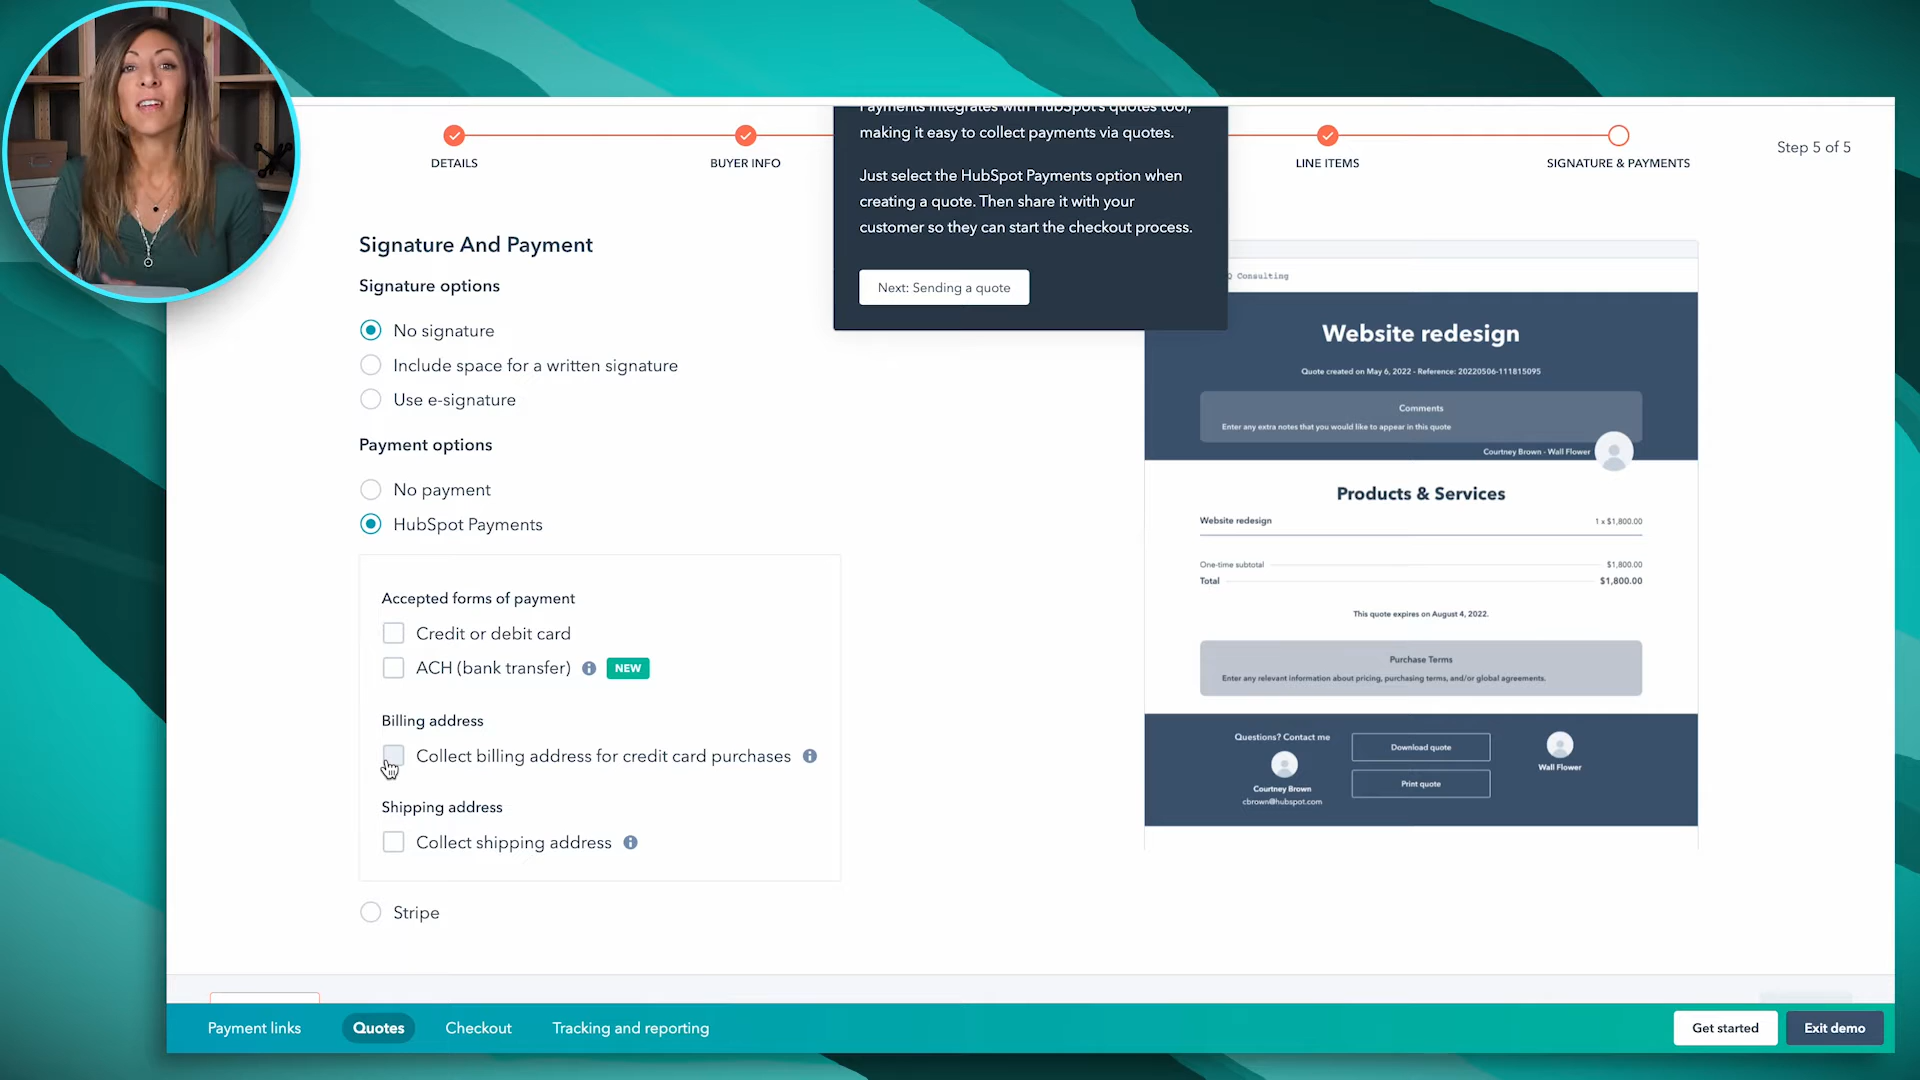 Payments integrates with HubSpot's quotes tool,
making it easy to collect payments via quotes.
Just select the HubSpot Payments option when
creating a quote. Then share it with your
customer so they can start the checkout process.
Next: Sending a quote
DETAILS
BUYER INFO
LINE ITEMS
SIGNATURE & PAYMENTS
Step 5 of 5
Signature And Payment
Signature options
No signature
Include space for a written signature
Use e-signature
Payment options
No payment
HubSpot Payments
Accepted forms of payment
Credit or debit card
ACH (bank transfer) NEW
Billing address
Collect billing address for credit card purchases
Shipping address
Collect shipping address
Stripe
Consulting
Website redesign
Quote created on May 6, 2022 - Reference: 20220506-111815095
Comments
Enter any extra notes that you would like to appear in this quote
Courtney Brown - Wall Flower
Products & Services
Website redesign 1 x $1,800.00
One-time subtotal $1,800.00
Total $1,800.00
This quote expires on August 4, 2022.
Purchase Terms
Enter any relevant information about pricing, purchasing terms, and/or global agreements.
Questions? Contact me
Courtney Brown
cbrown@hubspot.com
Download quote
Print quote
Wall Flower
Payment links
Quotes
Checkout
Tracking and reporting
Get started
Exit demo